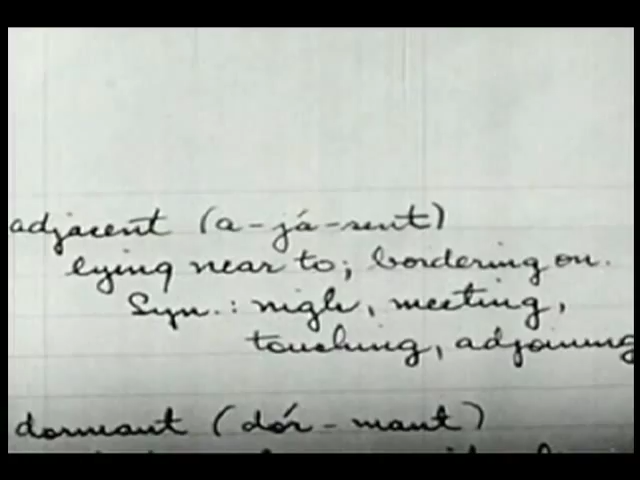 adjacent (a-já-sent)
lying near to; bordering on.
Syn.: nigh, meeting,
touching, adjoining
dormant (dór-mant)